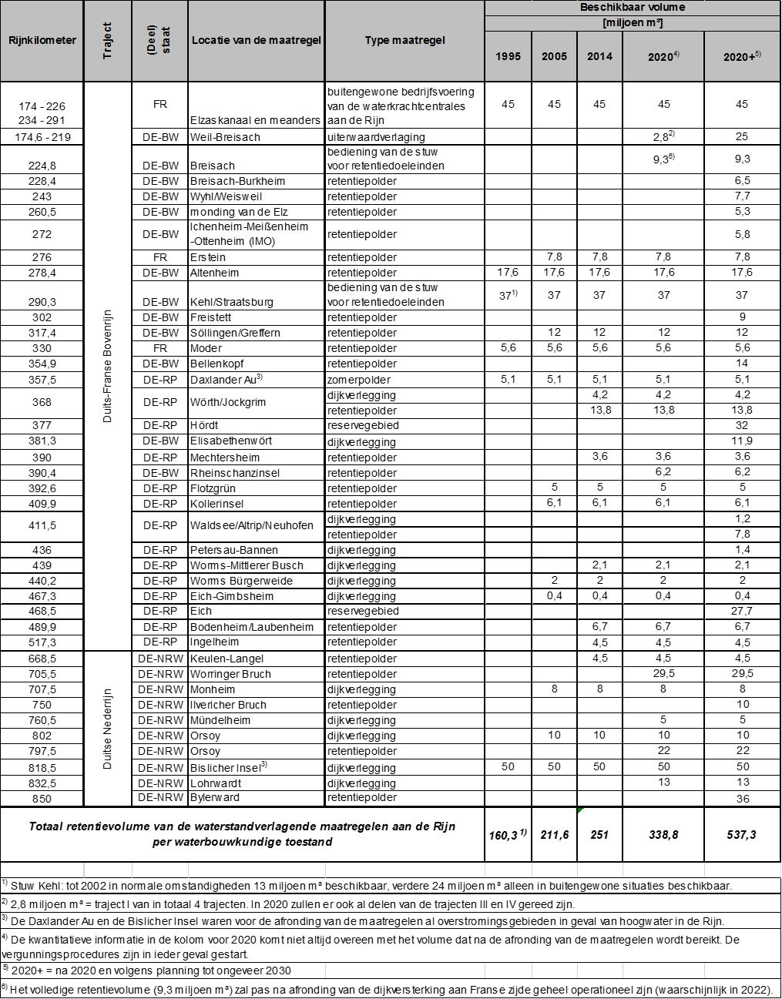 Rijnkilometer | Traject | (Deel) staat | Locatie van de maatregel | Type maatregel | Beschikbaar volume [miljoen m³]
1995 | 2005 | 2014 | 2020⁴⁾ | 2020+⁵⁾
174 - 226 234 - 291 | Duits-Franse Bovenrijn | FR | Elzaskanaal en meanders | buitengewone bedrijfsvoering van de waterkrachtcentrales aan de Rijn | 45 | 45 | 45 | 45 | 45
174,6 - 219 | DE-BW | Weil-Breisach | uiterwaardverlaging | 2,8²⁾ | 25
224,8 | DE-BW | Breisach | bediening van de stuw voor retentiedoeleinden | 9,3⁶⁾ | 9,3
228,4 | DE-BW | Breisach-Burkheim | retentiepolder | 6,5
243 | DE-BW | Wyhl/Weisweil | retentiepolder | 7,7
260,5 | DE-BW | monding van de Elz | retentiepolder | 5,3
272 | DE-BW | Ichenheim-Meißenheim -Ottenheim (IMO) | retentiepolder | 5,8
276 | FR | Erstein | retentiepolder | 7,8 | 7,8 | 7,8 | 7,8
278,4 | DE-BW | Altenheim | retentiepolder | 17,6 | 17,6 | 17,6 | 17,6 | 17,6
290,3 | DE-BW | Kehl/Straatsburg | bediening van de stuw voor retentiedoeleinden | 37¹⁾ | 37 | 37 | 37 | 37
302 | DE-BW | Freistett | retentiepolder | 9
317,4 | DE-BW | Söllingen/Greffern | retentiepolder | 12 | 12 | 12 | 12
330 | FR | Moder | retentiepolder | 5,6 | 5,6 | 5,6 | 5,6 | 5,6
354,9 | DE-BW | Bellenkopf | retentiepolder | 14
357,5 | DE-RP | Daxlander Au³⁾ | zomerpolder | 5,1 | 5,1 | 5,1 | 5,1 | 5,1
368 | DE-RP | Wörth/Jockgrim | dijkverlegging | 4,2 | 4,2 | 4,2
retentiepolder | 13,8 | 13,8 | 13,8
377 | DE-RP | Hördt | reservegebied | 32
381,3 | DE-BW | Elisabethenwört | dijkverlegging | 11,9
390 | DE-RP | Mechtersheim | retentiepolder | 3,6 | 3,6 | 3,6
390,4 | DE-BW | Rheinschanzinsel | retentiepolder | 6,2 | 6,2
392,6 | DE-RP | Flotzgrün | retentiepolder | 5 | 5 | 5 | 5
409,9 | DE-RP | Kollerinsel | retentiepolder | 6,1 | 6,1 | 6,1 | 6,1
411,5 | DE-RP | Waldsee/Altrip/Neuhofen | dijkverlegging | 1,2
retentiepolder | 7,8
436 | DE-RP | Petersau-Bannen | dijkverlegging | 1,4
439 | DE-RP | Worms-Mittlerer Busch | dijkverlegging | 2,1 | 2,1 | 2,1
440,2 | DE-RP | Worms Bürgerweide | dijkverlegging | 2 | 2 | 2 | 2
467,3 | DE-RP | Eich-Gimbsheim | dijkverlegging | 0,4 | 0,4 | 0,4 | 0,4
468,5 | DE-RP | Eich | reservegebied | 27,7
489,9 | DE-RP | Bodenheim/Laubenheim | retentiepolder | 6,7 | 6,7 | 6,7
517,3 | DE-RP | Ingelheim | retentiepolder | 4,5 | 4,5 | 4,5
668,5 | Duitse Nederrijn | DE-NRW | Keulen-Langel | retentiepolder | 4,5 | 4,5 | 4,5
705,5 | DE-NRW | Worringer Bruch | retentiepolder | 29,5 | 29,5
707,5 | DE-NRW | Monheim | dijkverlegging | 8 | 8 | 8 | 8
750 | DE-NRW | Ilvericher Bruch | retentiepolder | 10
760,5 | DE-NRW | Mündelheim | dijkverlegging | 5 | 5
802 | DE-NRW | Orsoy | dijkverlegging | 10 | 10 | 10 | 10
797,5 | DE-NRW | Orsoy | retentiepolder | 22 | 22
818,5 | DE-NRW | Bislicher Insel³⁾ | dijkverlegging | 50 | 50 | 50 | 50 | 50
832,5 | DE-NRW | Lohrwardt | dijkverlegging | 13 | 13
850 | DE-NRW | Bylerward | retentiepolder | 36
Totaal retentievolume van de waterstandverlagende maatregelen aan de Rijn per waterbouwkundige toestand | 160,3 ¹⁾ | 211,6 | 251 | 338,8 | 537,3
¹⁾ Stuw Kehl: tot 2002 in normale omstandigheden 13 miljoen m³ beschikbaar, verdere 24 miljoen m³ alleen in buitengewone situaties beschikbaar.
²⁾ 2,8 miljoen m³ = traject I van in totaal 4 trajecten. In 2020 zullen er ook al delen van de trajecten III en IV gereed zijn.
³⁾ De Daxlander Au en de Bislicher Insel waren voor de afronding van de maatregelen al overstromingsgebieden in geval van hoogwater in de Rijn.
⁴⁾ De kwantitatieve informatie in de kolom voor 2020 komt niet altijd overeen met het volume dat na de afronding van de maatregelen wordt bereikt. De
vergunningsprocedures zijn in ieder geval gestart.
⁵⁾ 2020+ = na 2020 en volgens planning tot ongeveer 2030
⁶⁾ Het volledige retentievolume (9,3 miljoen m³) zal pas na afronding van de dijkversterking aan Franse zijde geheel operationeel zijn (waarschijnlijk in 2022).